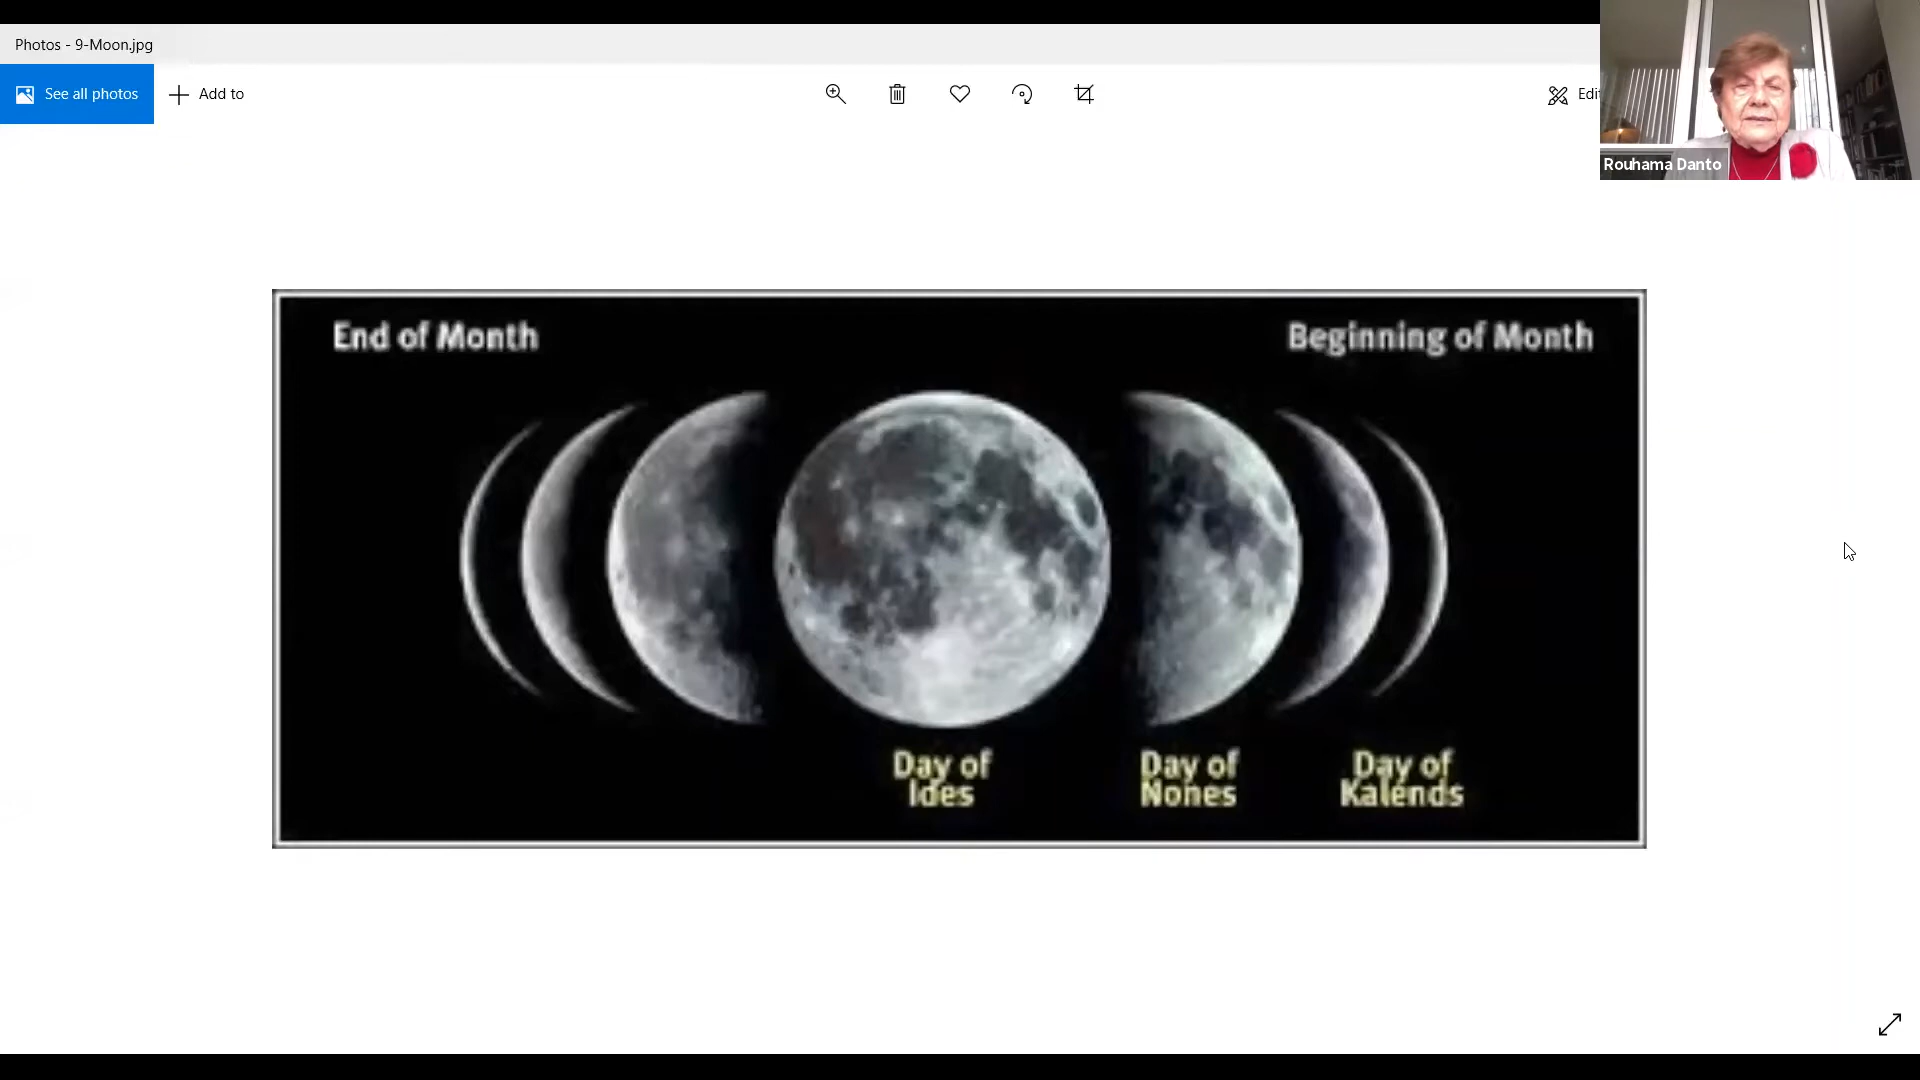 Photos - 9-Moon.jpg
See all photos
Add to
Edit
Rouhama Danto
End of Month
Beginning of Month
Day of
Ides
Day of
Nones
Day of
Kalends